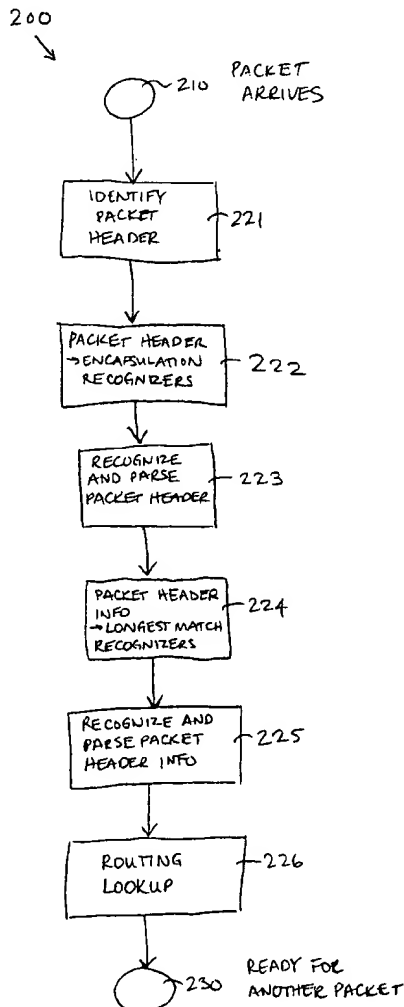 200
210
PACKET
ARRIVES
IDENTIFY
PACKET
HEADER
221
PACKET HEADER
→ENCAPSULATION
RECOGNIZERS
222
RECOGNIZE
AND PARSE
PACKET HEADER
223
PACKET HEADER
INFO
→LONGEST MATCH
RECOGNIZERS
224
RECOGNIZE AND
PARSE PACKET
HEADER INFO
225
ROUTING
LOOKUP
226
230
READY FOR
ANOTHER PACKET